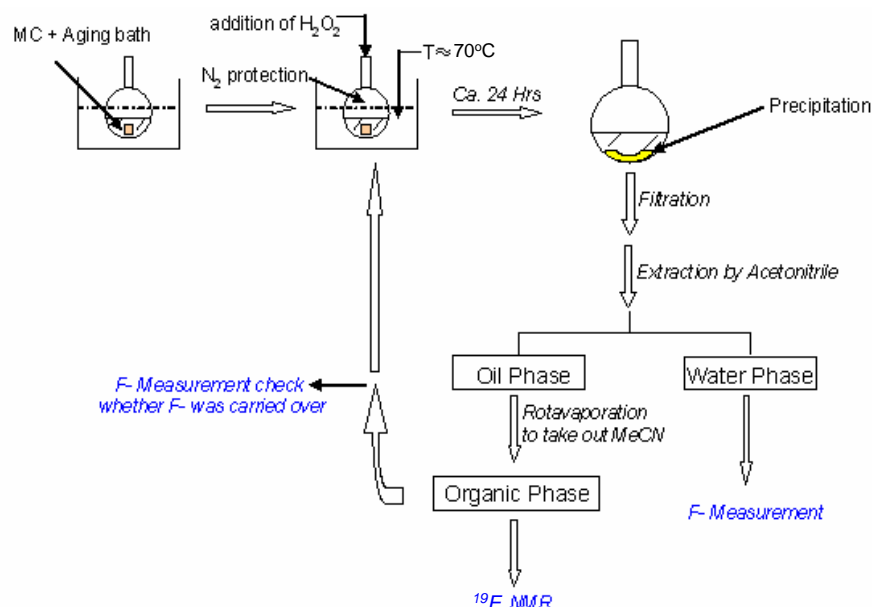 addition of H₂O₂
MC + Aging bath
T≈70°C
N₂ protection
Ca. 24 Hrs
Precipitation
Filtration
Extraction by Acetonitrile
Oil Phase
Water Phase
F- Measurement check
whether F- was carried over
Rotavaporation
to take out MeCN
Organic Phase
F- Measurement
¹⁹F NMR